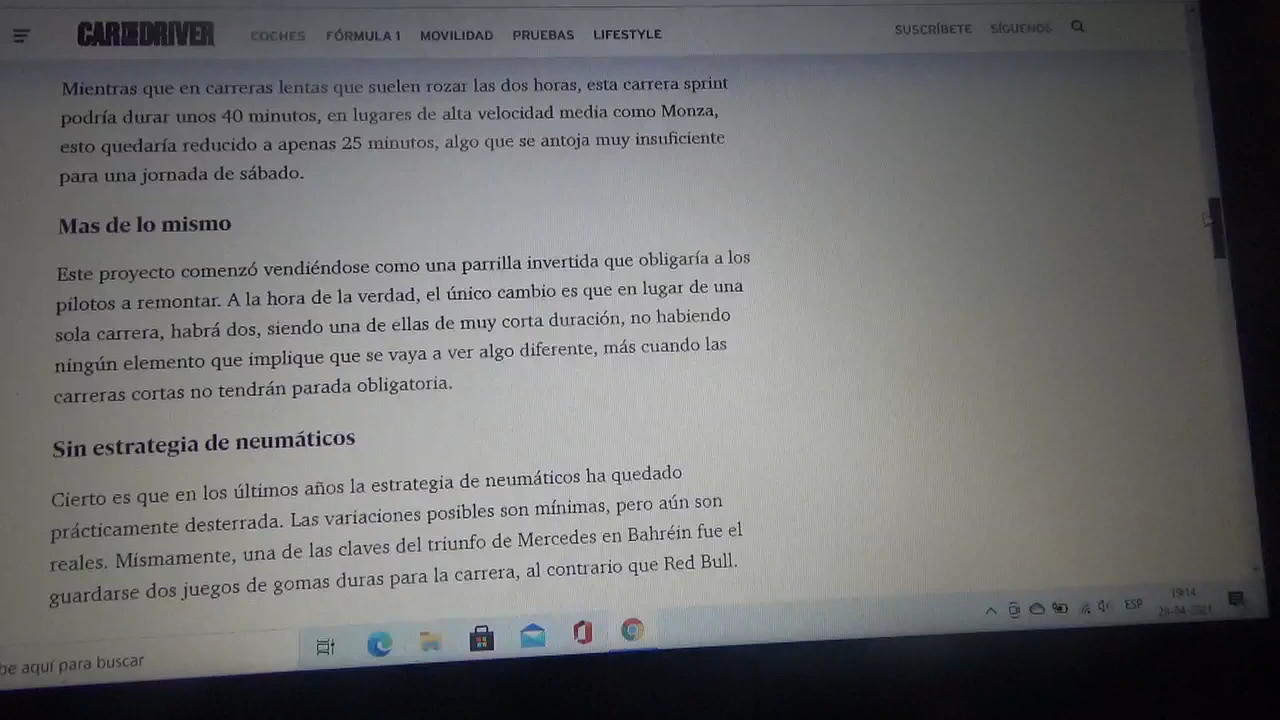 CAR AND DRIVER
COCHES FÓRMULA 1 MOVILIDAD PRUEBAS LIFESTYLE SUSCRÍBETE SÍGUENOS
Mientras que en carreras lentas que suelen rozar las dos horas, esta carrera sprint
podría durar unos 40 minutos, en lugares de alta velocidad media como Monza,
esto quedaría reducido a apenas 25 minutos, algo que se antoja muy insuficiente
para una jornada de sábado.
Mas de lo mismo
Este proyecto comenzó vendiéndose como una parrilla invertida que obligaría a los
pilotos a remontar. A la hora de la verdad, el único cambio es que en lugar de una
sola carrera, habrá dos, siendo una de ellas de muy corta duración, no habiendo
ningún elemento que implique que se vaya a ver algo diferente, más cuando las
carreras cortas no tendrán parada obligatoria.
Sin estrategia de neumáticos
Cierto es que en los últimos años la estrategia de neumáticos ha quedado
prácticamente desterrada. Las variaciones posibles son mínimas, pero aún son
reales. Mismamente, una de las claves del triunfo de Mercedes en Bahréin fue el
guardarse dos juegos de gomas duras para la carrera, al contrario que Red Bull.
ESP 19:14
be aquí para buscar